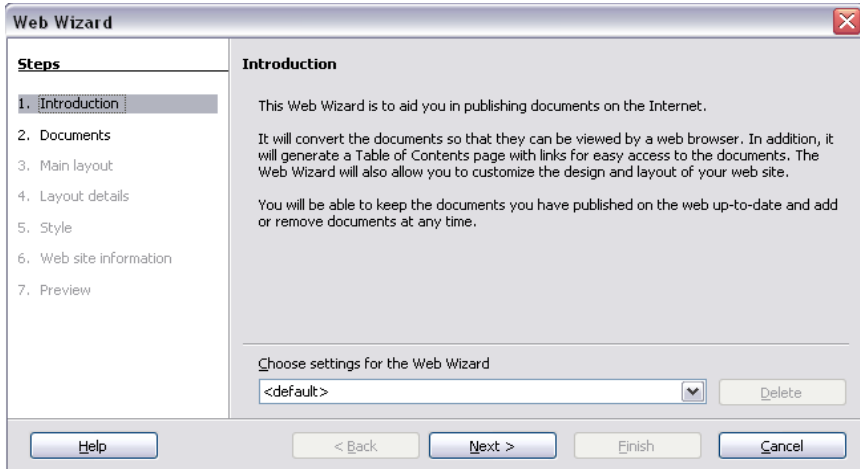 Web Wizard
Steps
1. Introduction
2. Documents
3. Main layout
4. Layout details
5. Style
6. Web site information
7. Preview
Introduction
This Web Wizard is to aid you in publishing documents on the Internet.
It will convert the documents so that they can be viewed by a web browser. In addition, it
will generate a Table of Contents page with links for easy access to the documents. The
Web Wizard will also allow you to customize the design and layout of your web site.
You will be able to keep the documents you have published on the web up-to-date and add
or remove documents at any time.
Choose settings for the Web Wizard
<default>
Delete
Help
< Back
Next >
Finish
Cancel